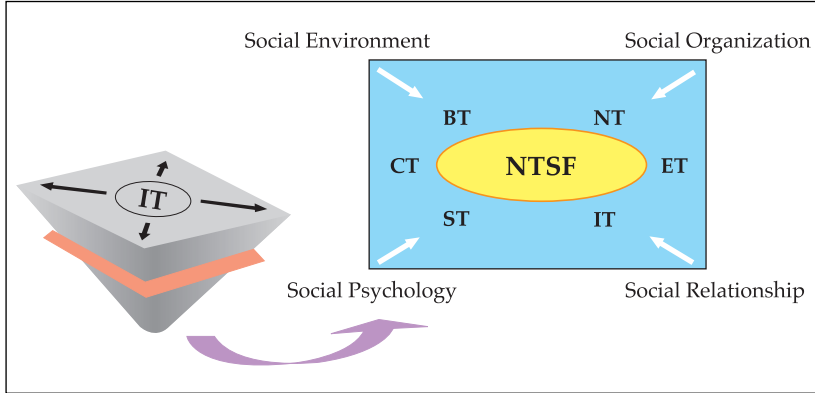 Social Environment
Social Organization
BT
NT
CT
NTSF
ET
IT
ST
IT
Social Psychology
Social Relationship